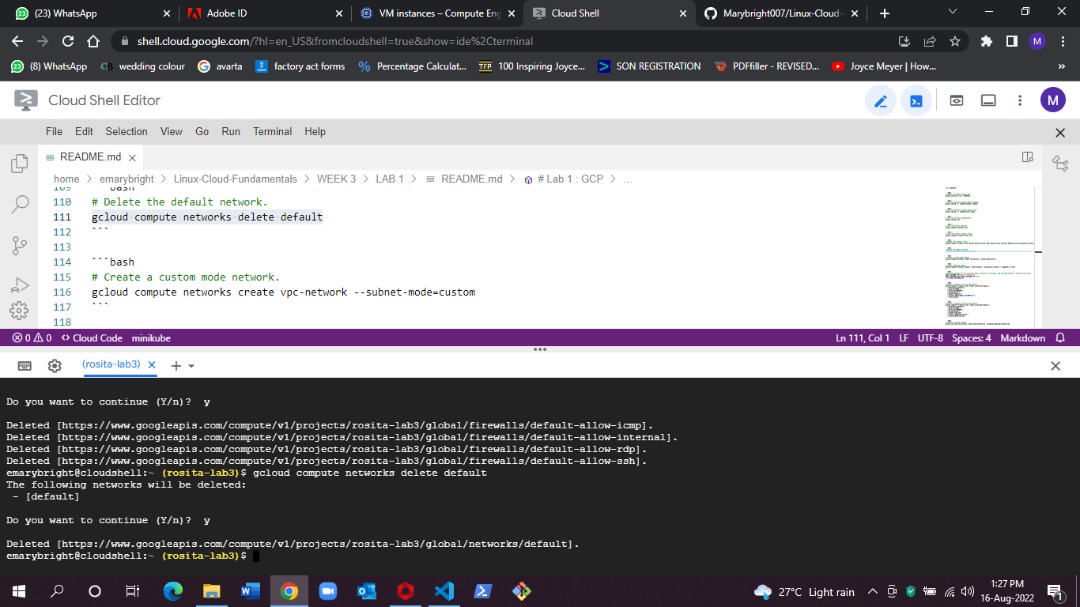 (23) WhatsApp
Adobe ID
VM instances – Compute Eng
Cloud Shell
Marybright007/Linux-Cloud-
shell.cloud.google.com/?hl=en_US&fromcloudshell=true&show=ide%2Cterminal
M
(8) WhatsApp
wedding colour
avarta
factory act forms
Percentage Calculat...
100 Inspiring Joyce...
SON REGISTRATION
PDFfiller - REVISED...
Joyce Meyer | How...
»
Cloud Shell Editor
M
File Edit Selection View Go Run Terminal Help
README.md
home > emarybright > Linux-Cloud-Fundamentals > WEEK 3 > LAB 1 > README.md > # Lab 1 : GCP > ...
109 ```bash
110 # Delete the default network.
111 gcloud compute networks delete default
112 ```
113
114 ```bash
115 # Create a custom mode network.
116 gcloud compute networks create vpc-network --subnet-mode=custom
117 ```
118
0 0 <> Cloud Code minikube
Ln 111, Col 1 LF UTF-8 Spaces: 4 Markdown
(rosita-lab3)
Do you want to continue (Y/n)? y
Deleted [https://www.googleapis.com/compute/v1/projects/rosita-lab3/global/firewalls/default-allow-icmp].
Deleted [https://www.googleapis.com/compute/v1/projects/rosita-lab3/global/firewalls/default-allow-internal].
Deleted [https://www.googleapis.com/compute/v1/projects/rosita-lab3/global/firewalls/default-allow-rdp].
Deleted [https://www.googleapis.com/compute/v1/projects/rosita-lab3/global/firewalls/default-allow-ssh].
emarybright@cloudshell:~ (rosita-lab3)$ gcloud compute networks delete default
The following networks will be deleted:
- [default]
Do you want to continue (Y/n)? y
Deleted [https://www.googleapis.com/compute/v1/projects/rosita-lab3/global/networks/default].
emarybright@cloudshell:~ (rosita-lab3)$
27°C Light rain
1:27 PM
16-Aug-2022
1